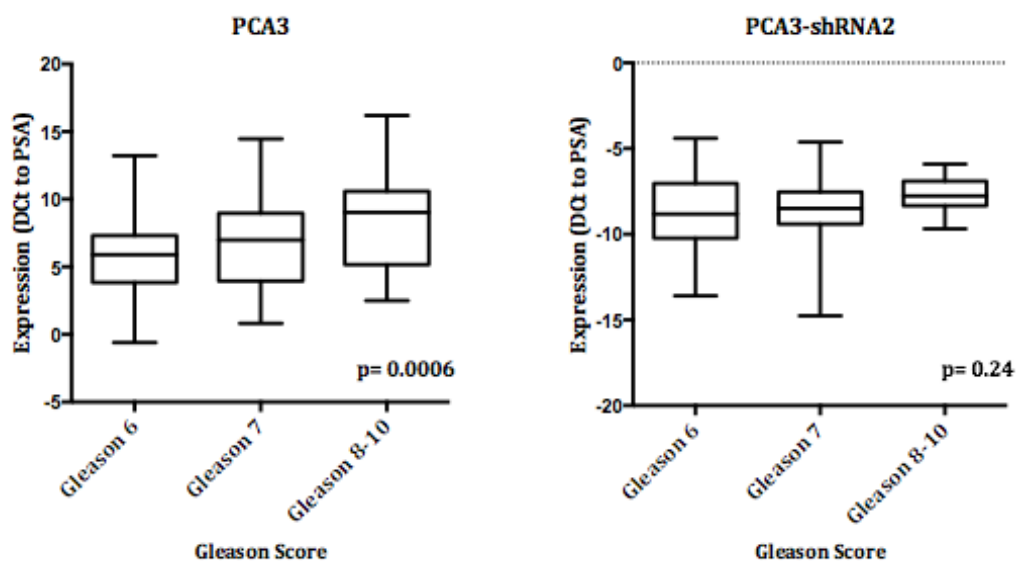 PCA3
Expression (DCt to PSA)
20
15
10
5
0
-5
p= 0.0006
Gleason 6
Gleason 7
Gleason 8-10
Gleason Score
PCA3-shRNA2
Expression (DCt to PSA)
0
-5
-10
-15
-20
p= 0.24
Gleason 6
Gleason 7
Gleason 8-10
Gleason Score